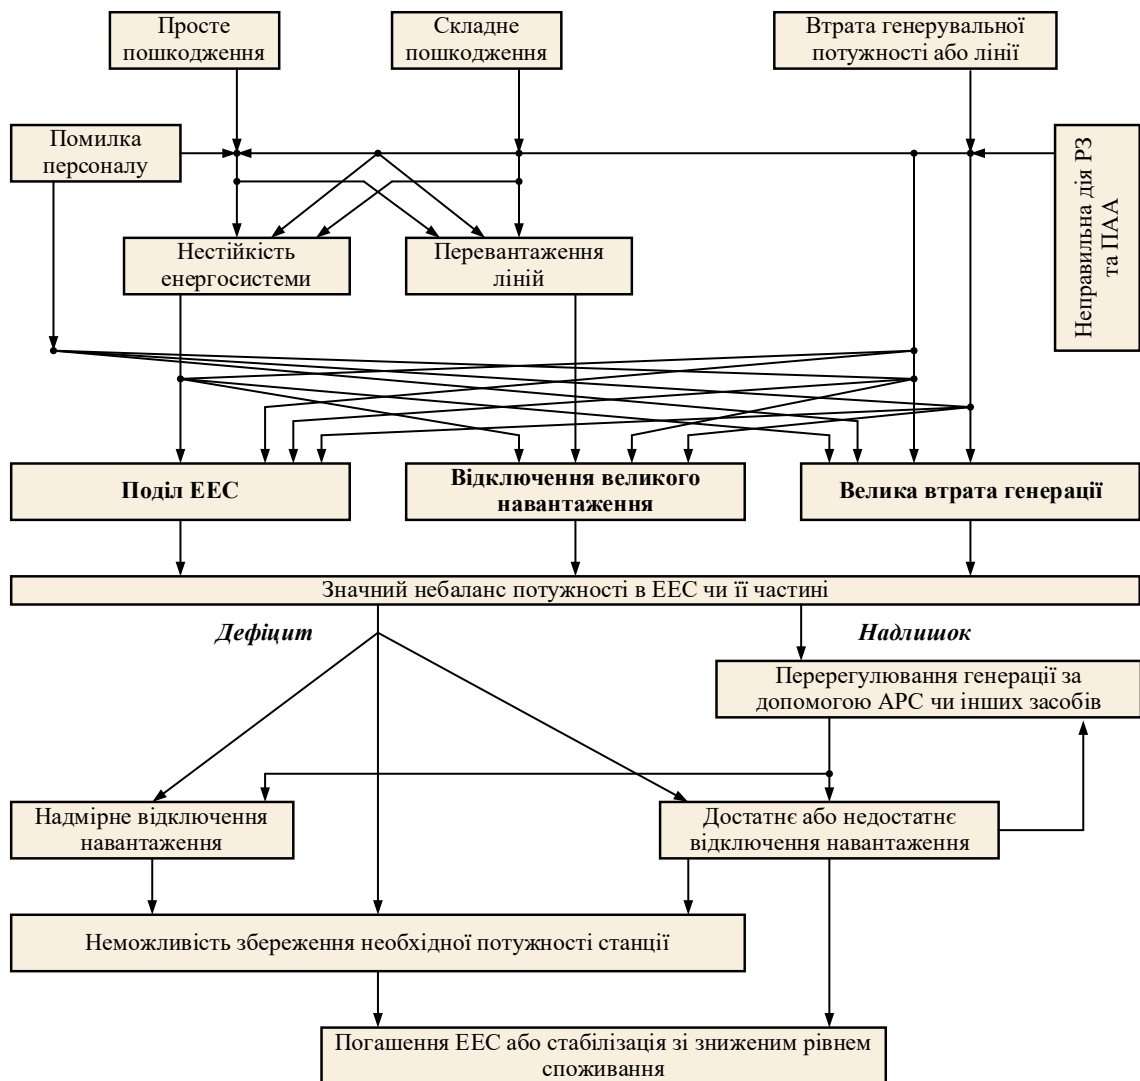 Просте
пошкодження
Складне
пошкодження
Втрата генерувальної
потужності або лінії
Помилка
персоналу
Неправильна дія РЗ
та ПАА
Нестійкість
енергосистеми
Перевантаження
ліній
Поділ ЕЕС
Відключення великого
навантаження
Велика втрата генерації
Значний небаланс потужності в ЕЕС чи її частині
Дефіцит
Надлишок
Перерегулювання генерації за
допомогою АРС чи інших засобів
Надмірне відключення
навантаження
Достатнє або недостатнє
відключення навантаження
Неможливість збереження необхідної потужності станції
Погашення ЕЕС або стабілізація зі зниженим рівнем
споживання